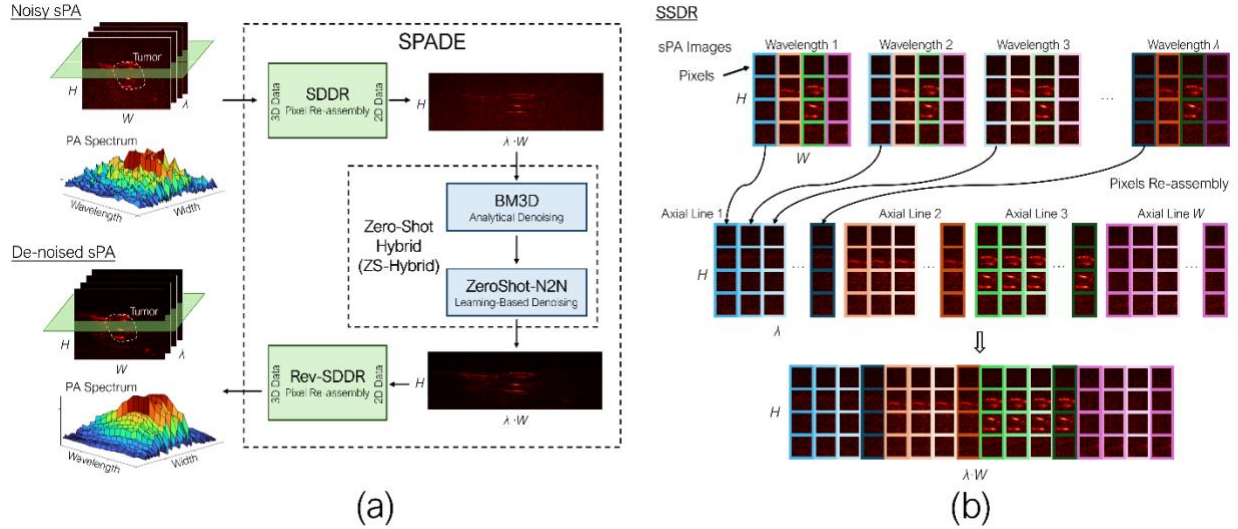 Noisy sPA
Tumor
H
W
λ
PA Spectrum
Wavelength
Width
De-noised sPA
Tumor
H
W
λ
PA Spectrum
Wavelength
Width
SPADE
3D Data
SDDR
Pixel Re-assembly
2D Data
H
λ·W
Zero-Shot
Hybrid
(ZS-Hybrid)
BM3D
Analytical Denoising
ZeroShot-N2N
Learning-Based Denoising
3D Data
Rev-SDDR
Pixel Re-assembly
2D Data
H
λ·W
(a)
SSDR
sPA Images
Wavelength 1
Wavelength 2
Wavelength 3
Wavelength λ
Pixels
H
W
...
Pixels Re-assembly
Axial Line 1
Axial Line 2
Axial Line 3
Axial Line W
H
... ... ... ...
λ
H
λ·W
(b)